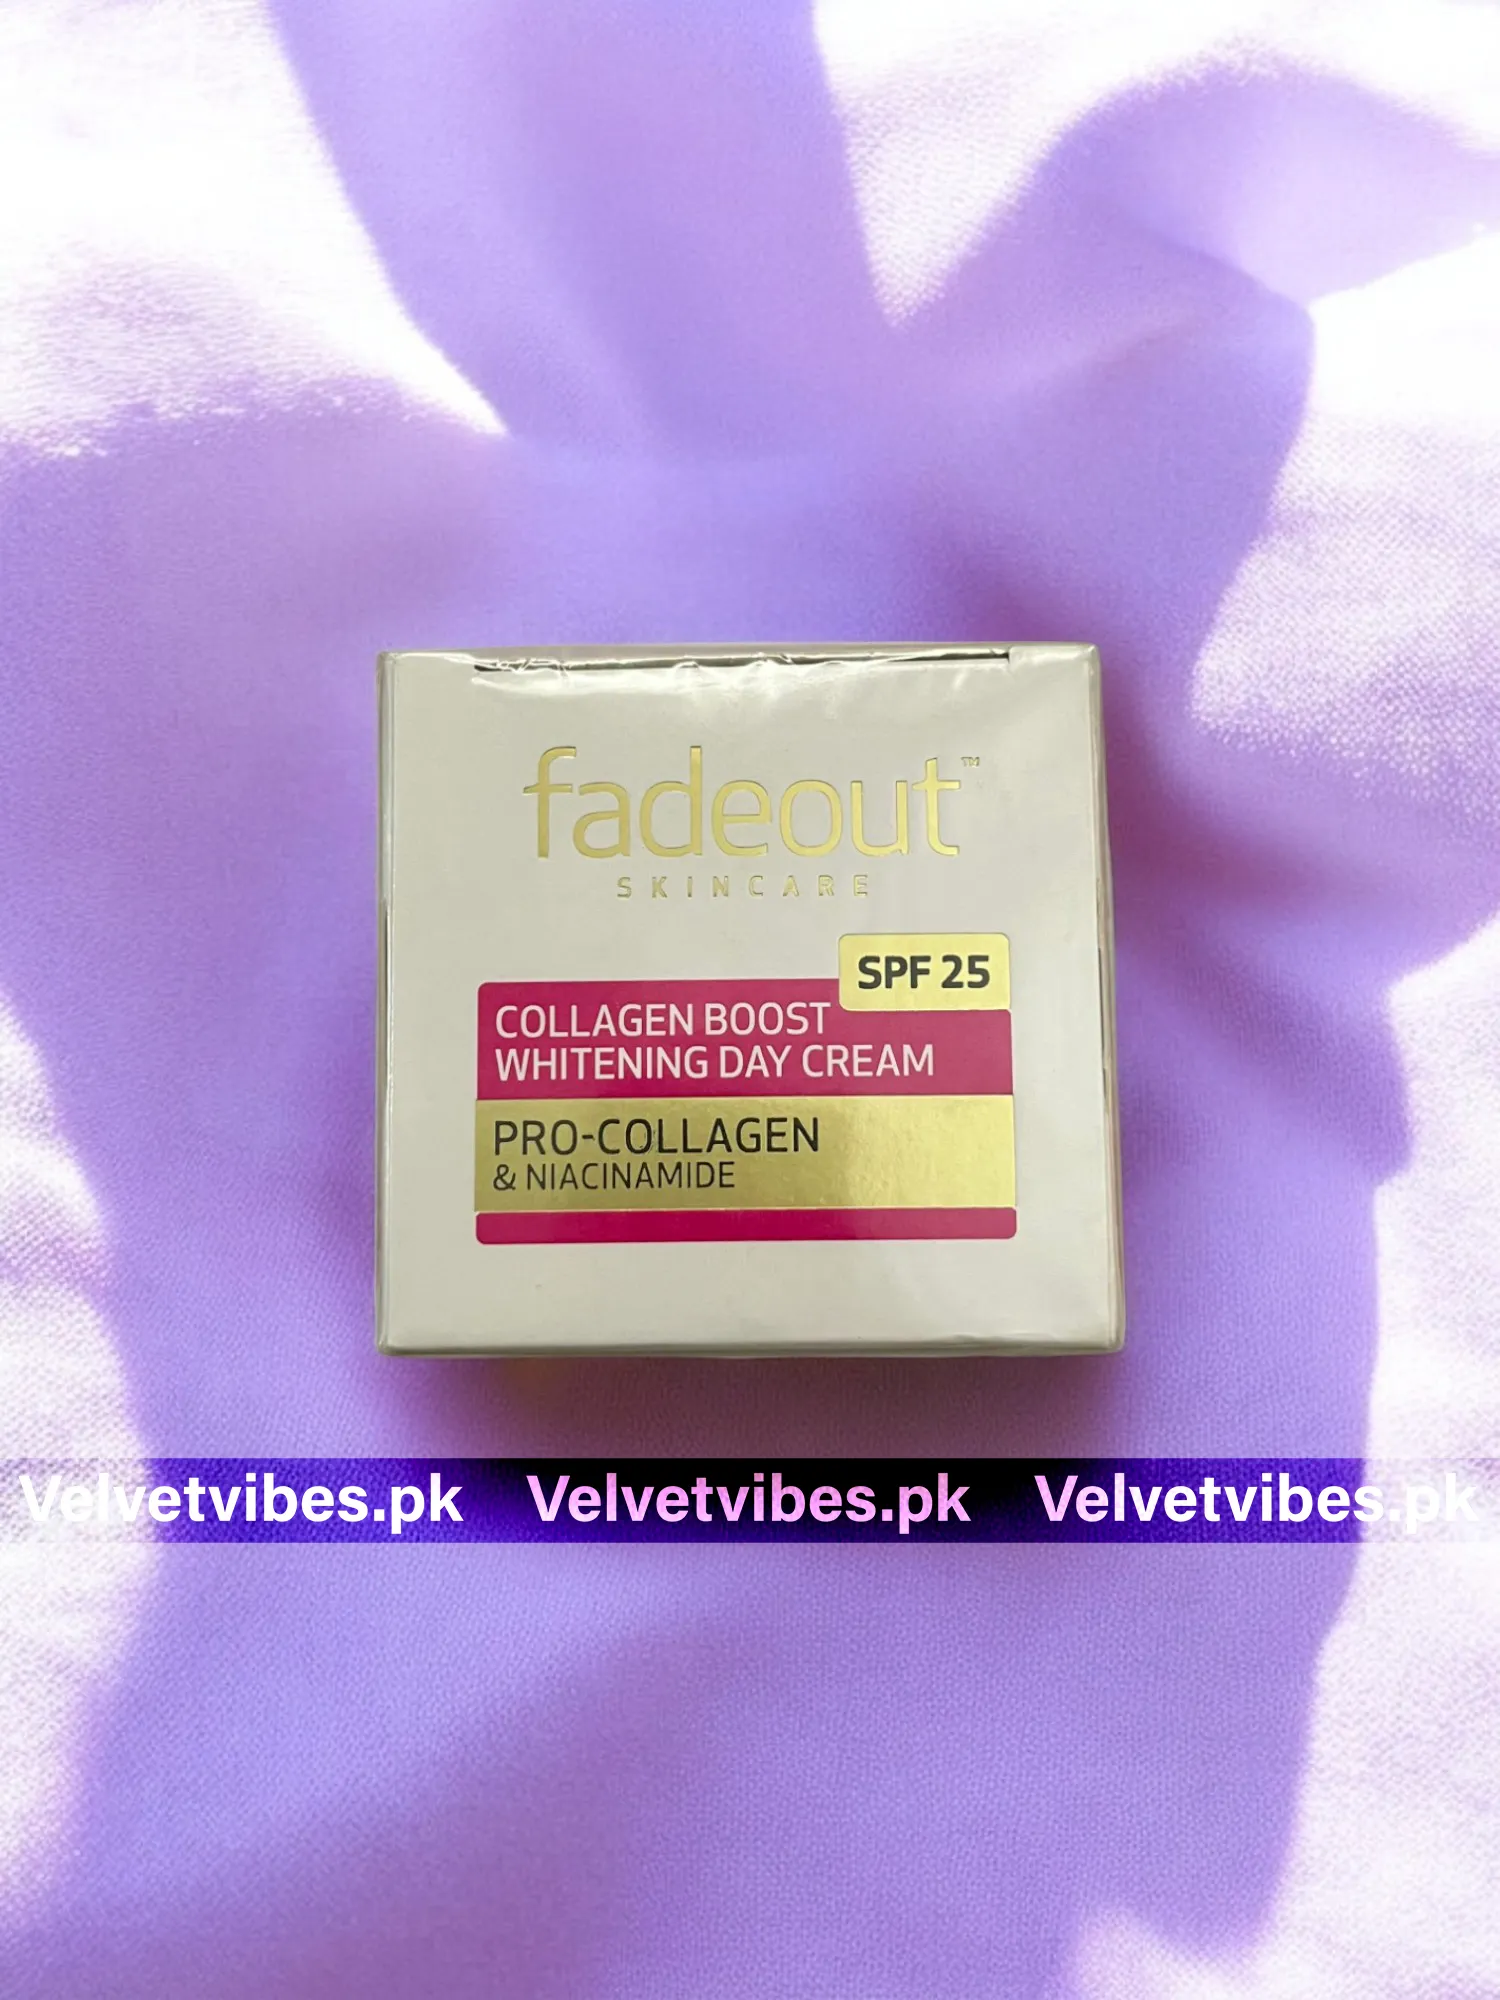 fadeout™
SKINCARE
SPF 25
COLLAGEN BOOST
WHITENING DAY CREAM
PRO-COLLAGEN
& NIACINAMIDE
Velvetvibes.pk Velvetvibes.pk Velvetvibes.pk